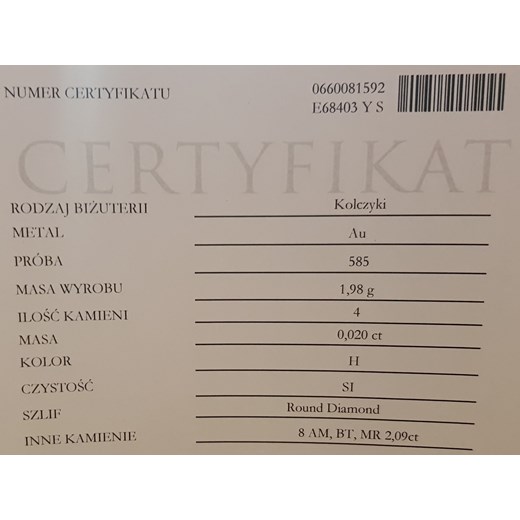 NUMER CERTYFIKATU 0660081592
E68403 Y S
CERTYFIKAT
RODZAJ BIŻUTERII Kolczyki
METAL Au
PRÓBA 585
MASA WYROBU 1,98 g
ILOŚĆ KAMIENI 4
MASA 0,020 ct
KOLOR H
CZYSTOŚĆ SI
SZLIF Round Diamond
INNE KAMIENIE 8 AM, BT, MR 2,09ct